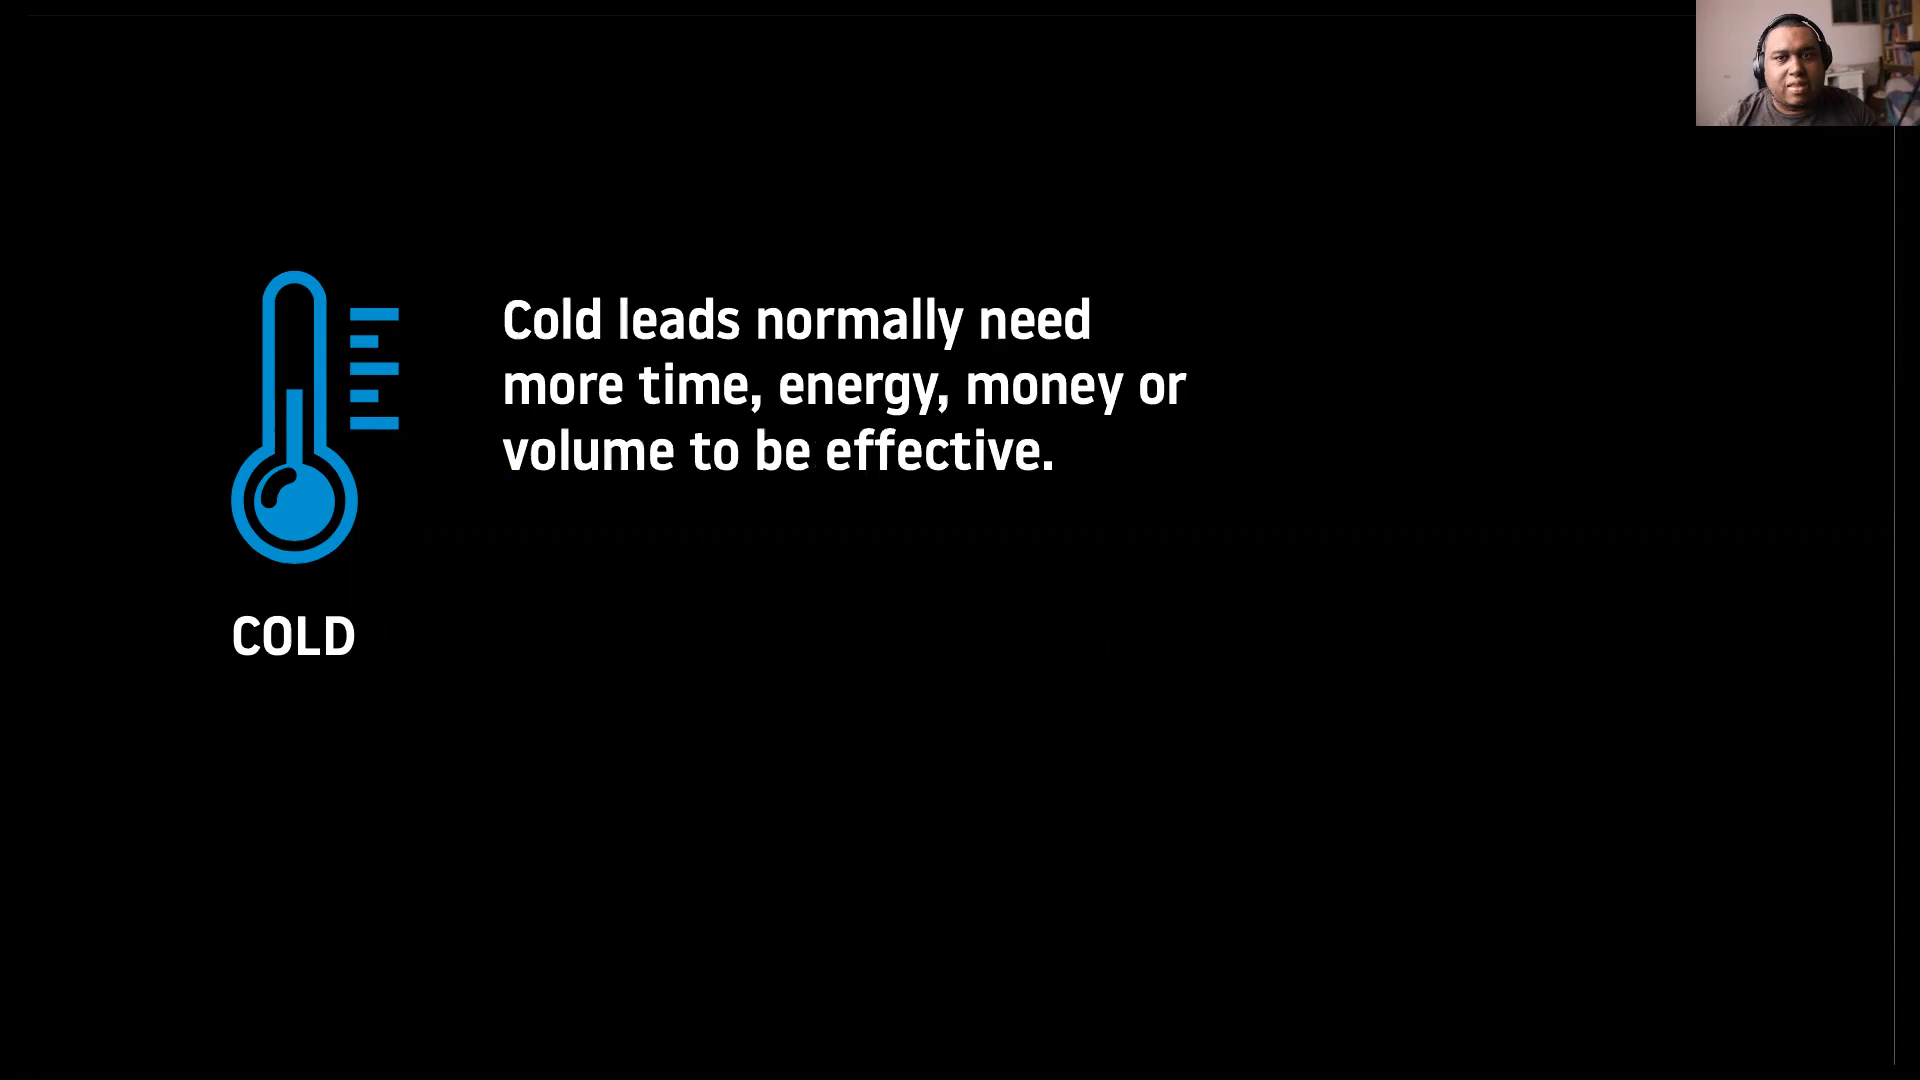 Cold leads normally need
more time, energy, money or
volume to be effective.
COLD